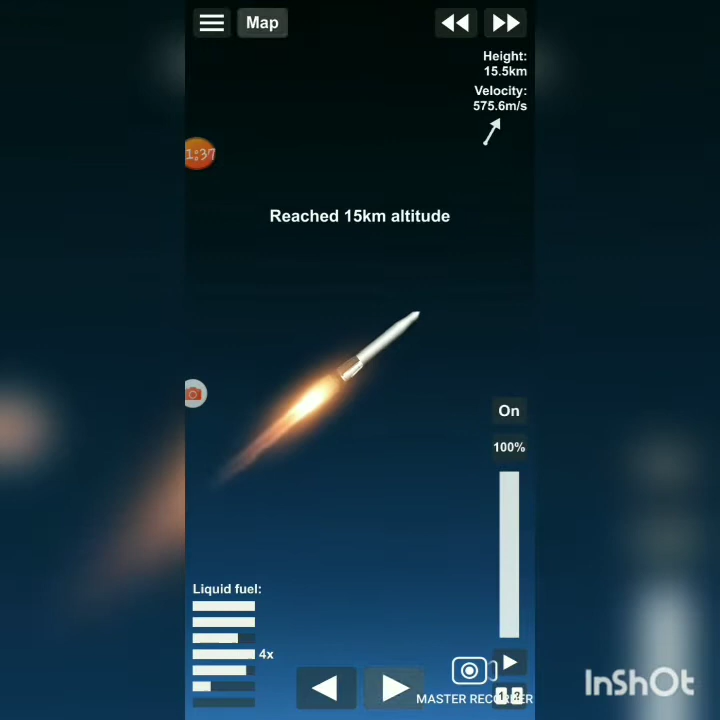 Map
Height:
15.5km
Velocity:
575.6m/s
1:37
Reached 15km altitude
On
100%
Liquid fuel:
4x
MASTER RECORDER
InShOt